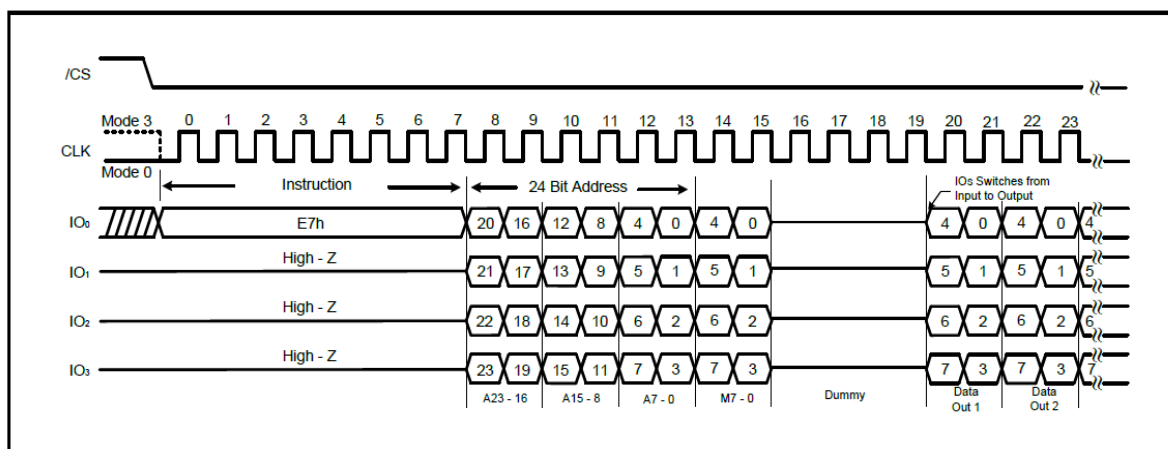 /CS
Mode 3 0 1 2 3 4 5 6 7 8 9 10 11 12 13 14 15 16 17 18 19 20 21 22 23
CLK
Mode 0
Instruction 24 Bit Address
IOs Switches from
Input to Output
IO0 E7h 20 16 12 8 4 0 4 0 4 0 4 0 4
High - Z
IO1 21 17 13 9 5 1 5 1 5 1 5 1 5
High - Z
IO2 22 18 14 10 6 2 6 2 6 2 6 2 6
High - Z
IO3 23 19 15 11 7 3 7 3 7 3 7 3 7
A23 - 16 A15 - 8 A7 - 0 M7 - 0 Dummy Data Data
Out 1 Out 2